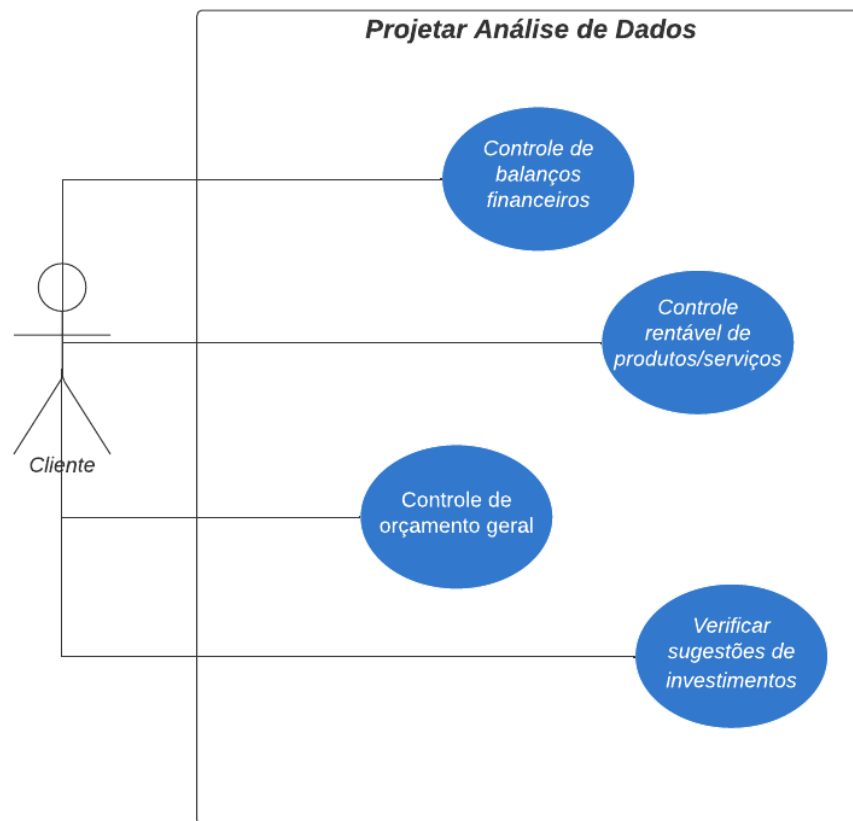 Projetar Análise de Dados
Controle de
balanços
financeiros
Controle
rentável de
produtos/serviços
Cliente
Controle de
orçamento geral
Verificar
sugestões de
investimentos